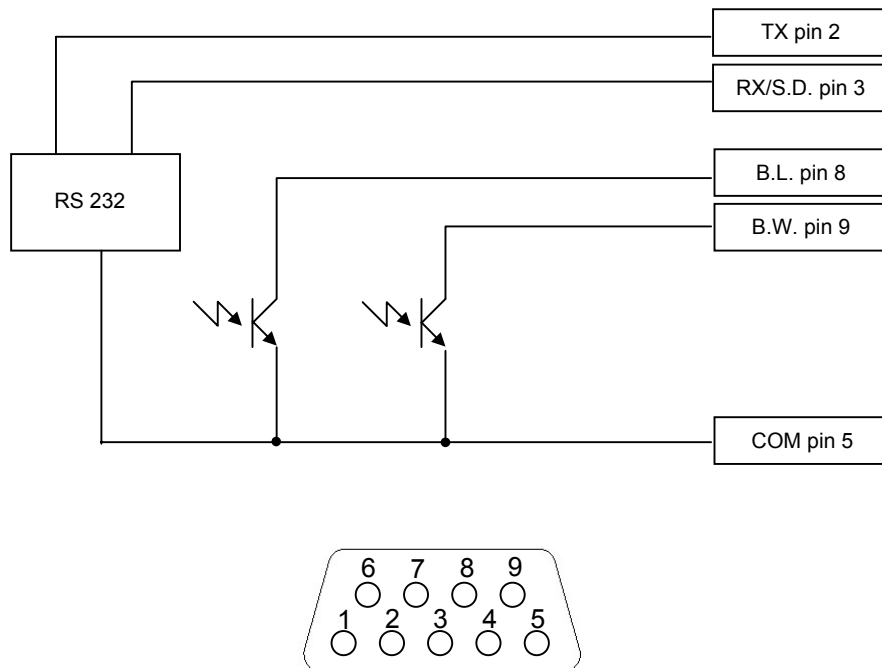 TX pin 2
RX/S.D. pin 3
RS 232
B.L. pin 8
B.W. pin 9
COM pin 5
6 7 8 9
1 2 3 4 5